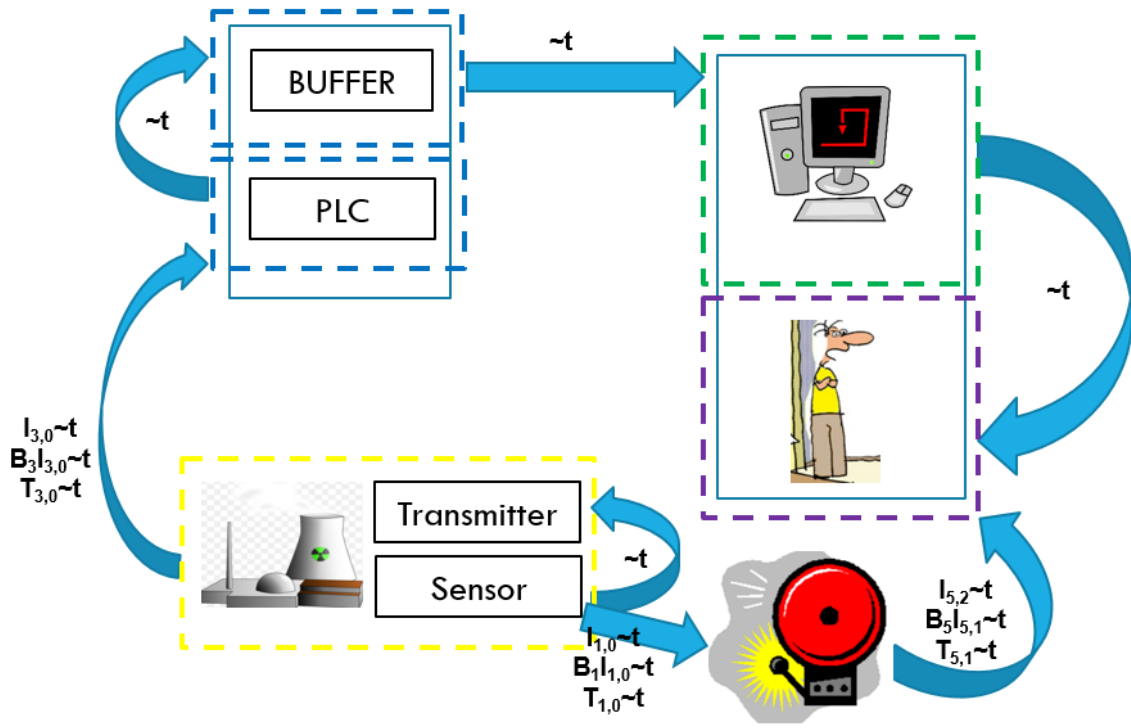 ~t
BUFFER
~t
PLC
~t
I3,0~t
B3I3,0~t
T3,0~t
Transmitter
~t
Sensor
I1,0~t
B1I1,0~t
T1,0~t
I5,2~t
B5I5,1~t
T5,1~t